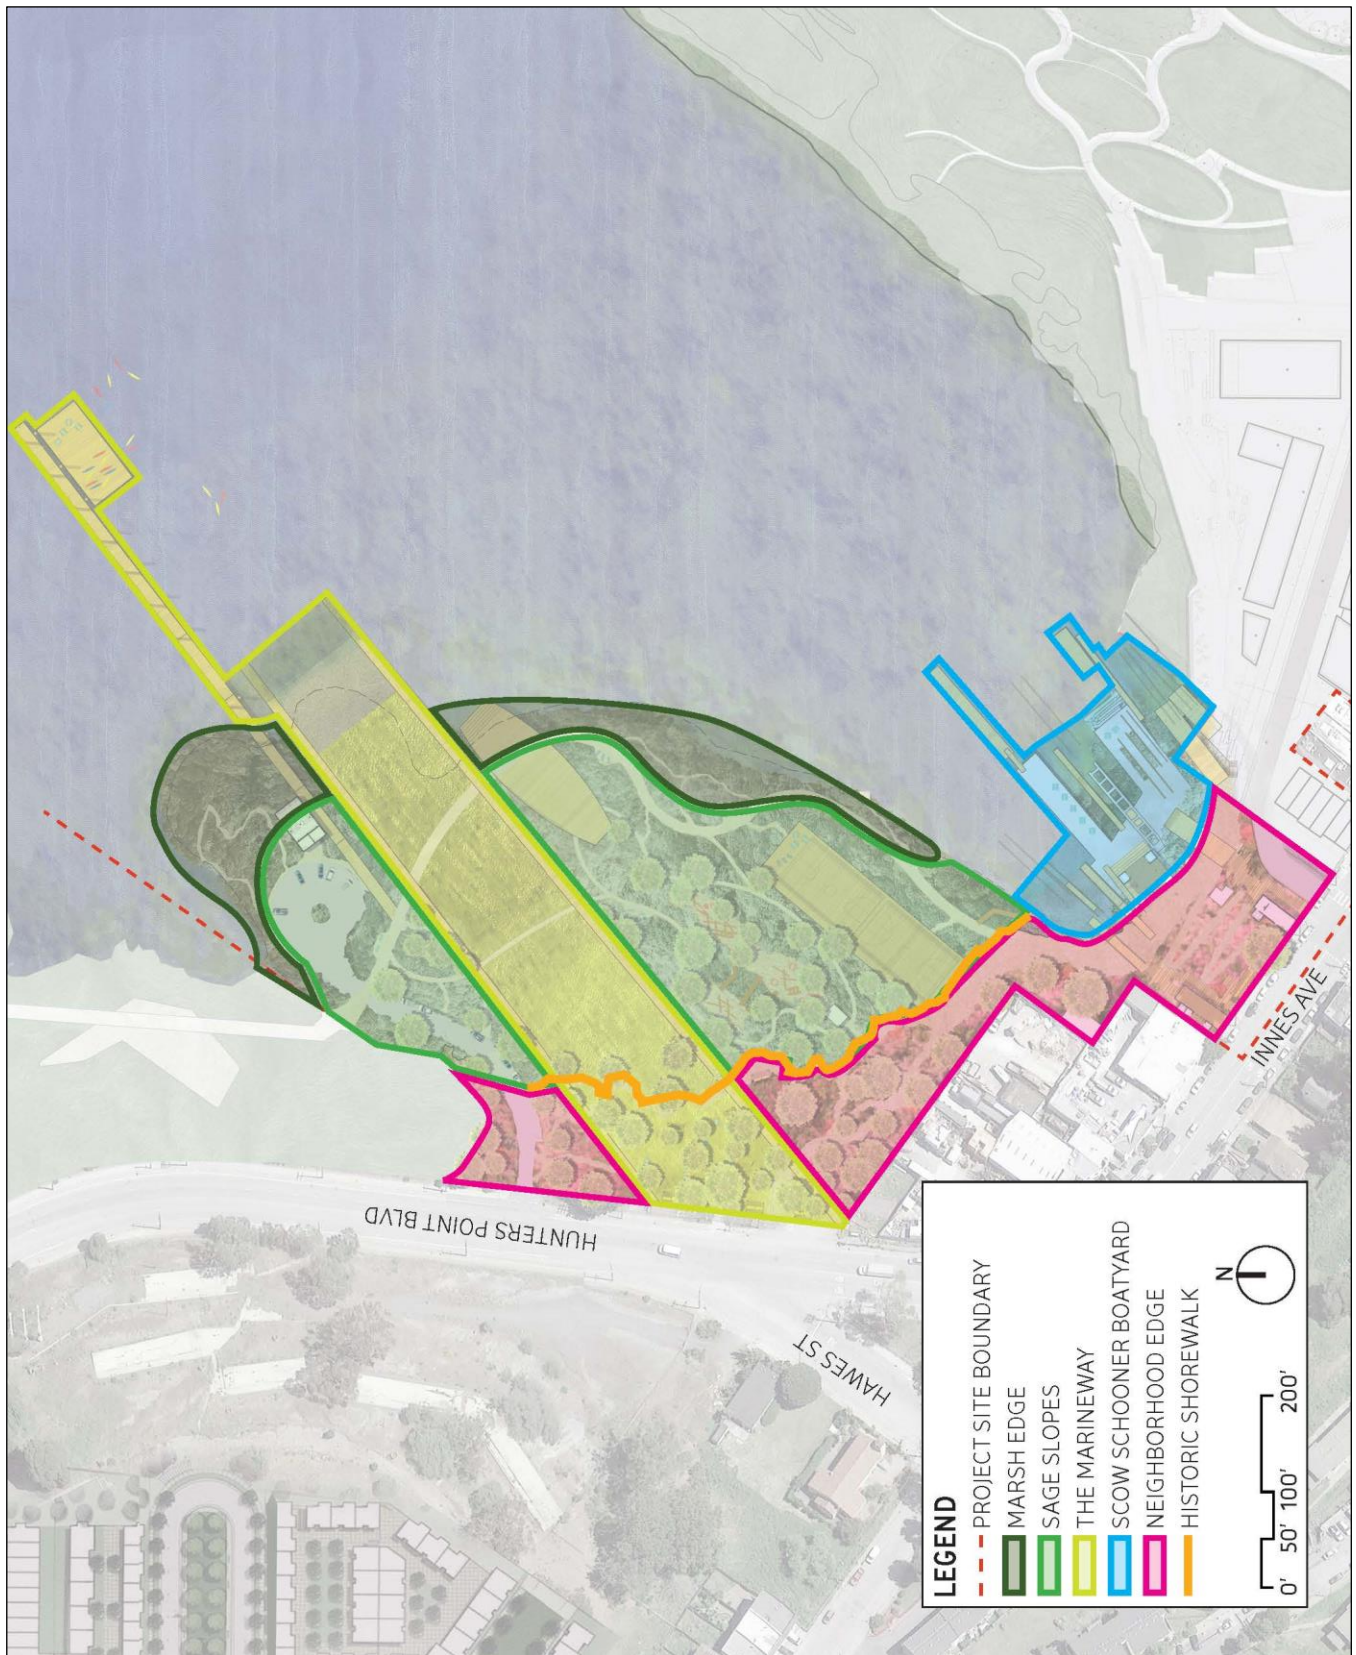 HUNTERS POINT BLVD
HAWES ST
INNES AVE
LEGEND
PROJECT SITE BOUNDARY
MARSH EDGE
SAGE SLOPES
THE MARINEWAY
SCOW SCHOONER BOATYARD
NEIGHBORHOOD EDGE
HISTORIC SHOREWALK
N
0' 50' 100' 200'